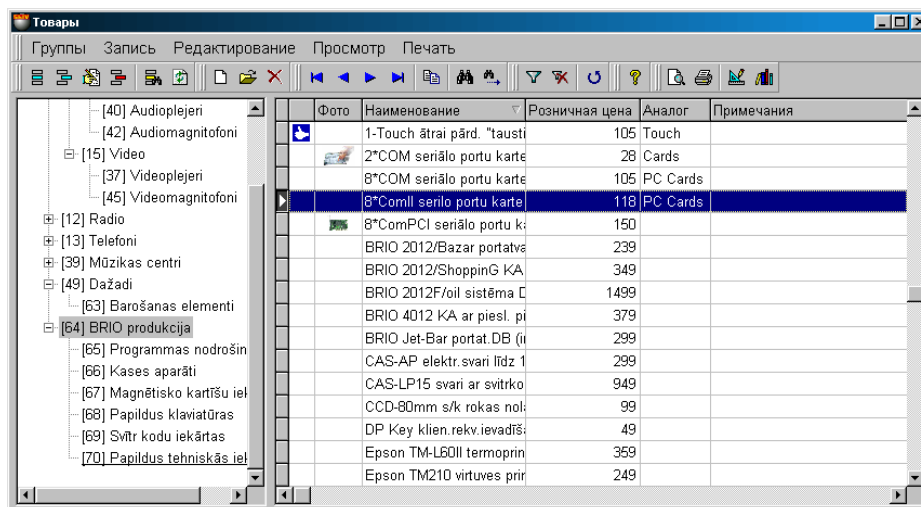 Товары
Группы Запись Редактирование Просмотр Печать
[40] Audioplejeri
[42] Audiomagnitofoni
[15] Video
[37] Videoplejeri
[45] Videomagnitofoni
[12] Radio
[13] Telefoni
[39] Mūzikas centri
[49] Dažadi
[63] Barošanas elementi
[64] BRIO produkcija
[65] Programmas nodrošin
[66] Kases aparāti
[67] Magnētisko kartīšu iek
[68] Papildus klaviatūras
[69] Svītr kodu iekārtas
[70] Papildus tehniskās iek
Фото Наименование Розничная цена Аналог Примечания
1-Touch ātrai pārd. "tausti 105 Touch
2*COM seriālo portu karte 28 Cards
8*COM seriālo portu karte 105 PC Cards
8*ComII serilo portu karte 118 PC Cards
8*ComPCI seriālo portu ka 150
BRIO 2012/Bazar portatva 239
BRIO 2012/ShoppinG KA 349
BRIO 2012F/oil sistēma D 1499
BRIO 4012 KA ar piesl. pi 379
BRIO Jet-Bar portat.DB (i 299
CAS-AP elektr.svari līdz 1 299
CAS-LP15 svari ar svitrko 949
CCD-80mm s/k rokas nola 99
DP Key klien.rekv.ievadīša 49
Epson TM-L60II termoprin 359
Epson TM210 virtuves prin 249